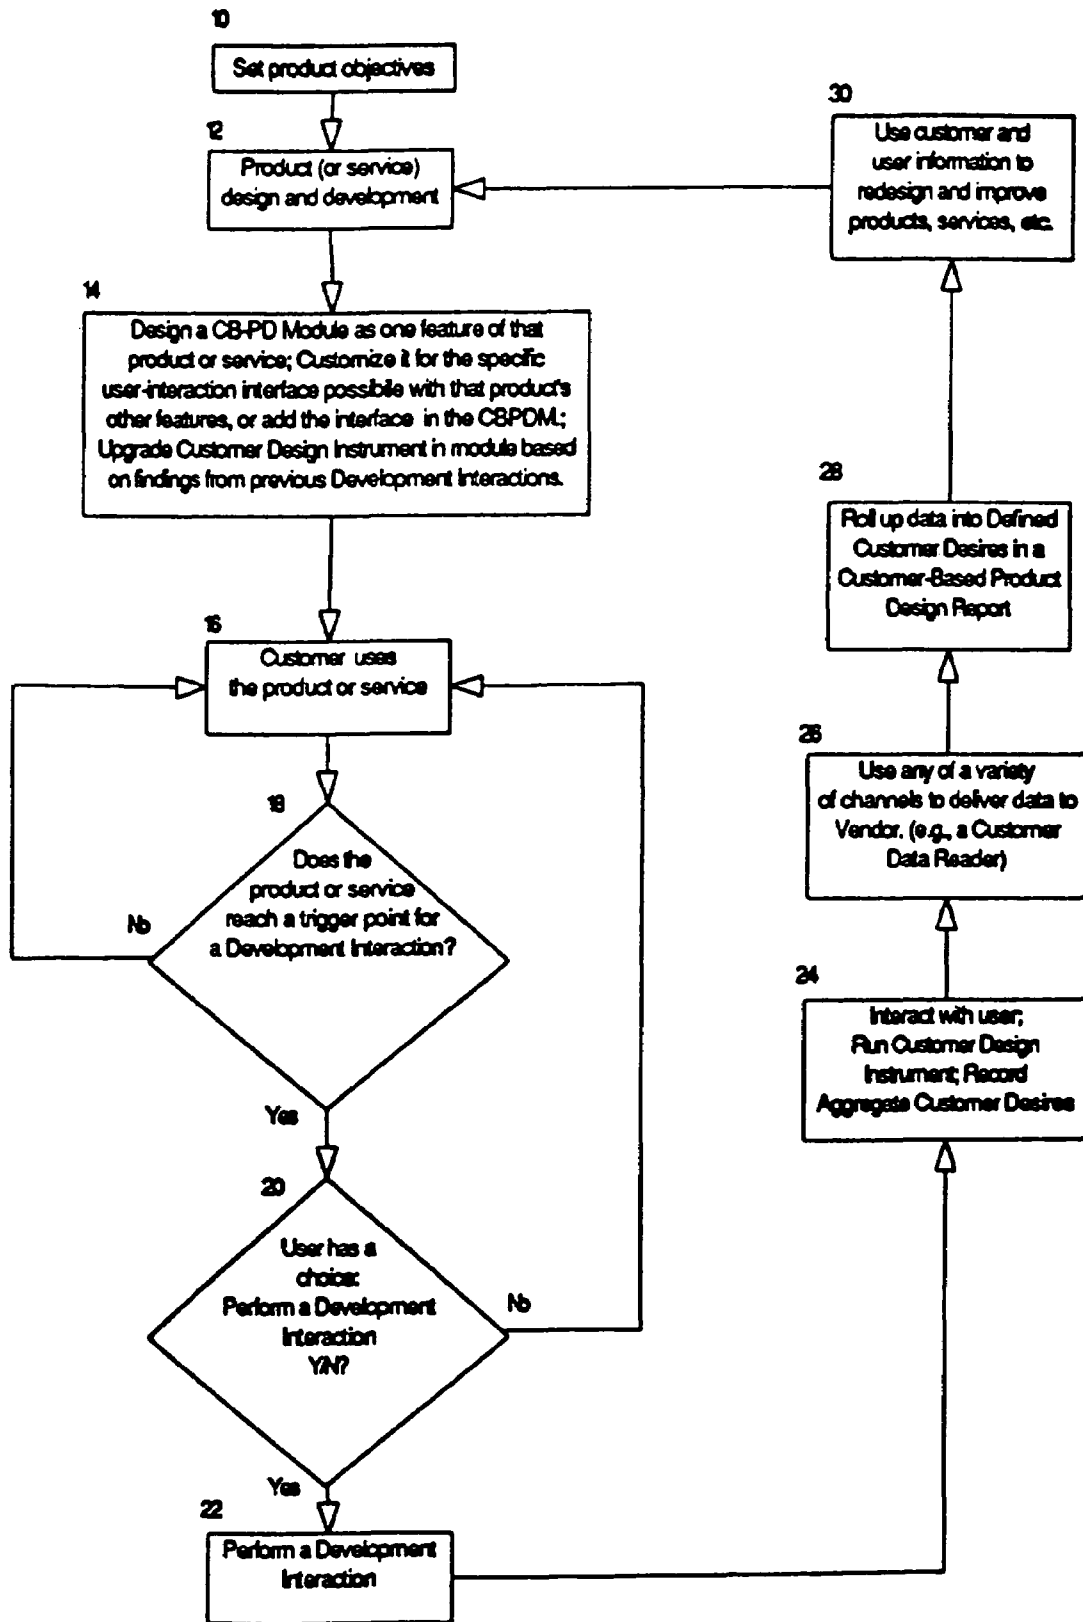 10
Set product objectives
12
Product (or service)
design and development
14
Design a CB-PD Module as one feature of that
product or service; Customize it for the specific
user-interaction interface possibile with that product's
other features, or add the interface in the CBPDM.;
Upgrade Customer Design Instrument in module based
on findings from previous Development Interactions.
16
Customer uses
the product or service
18
Does the
product or service
reach a trigger point for
a Development Interaction?
No
Yes
20
User has a
choice:
Perform a Development
Interaction
Y/N?
No
Yes
22
Perform a Development
Interaction
24
Interact with user;
Run Customer Design
Instrument; Record
Aggregate Customer Desires
26
Use any of a variety
of channels to deliver data to
Vendor. (e.g., a Customer
Data Reader)
28
Roll up data into Defined
Customer Desires in a
Customer-Based Product
Design Report
30
Use customer and
user information to
redesign and improve
products, services, etc.